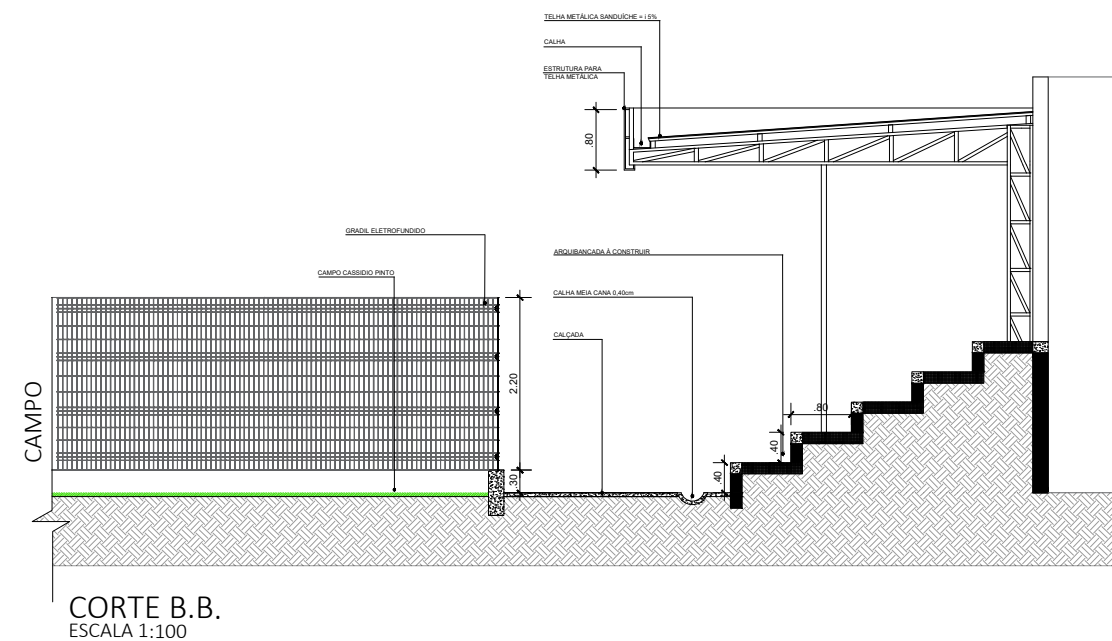 TELHA METÁLICA SANDUÍCHE = i 5%
CALHA
ESTRUTURA PARA
TELHA METÁLICA
.80
GRADIL ELETROFUNDIDO
ARQUIBANCADA À CONSTRUIR
CAMPO CASSIDIO PINTO
CALHA MEIA CANA 0,40cm
CALÇADA
CAMPO
2.20
.30
.80
.40
.40
CORTE B.B.
ESCALA 1:100